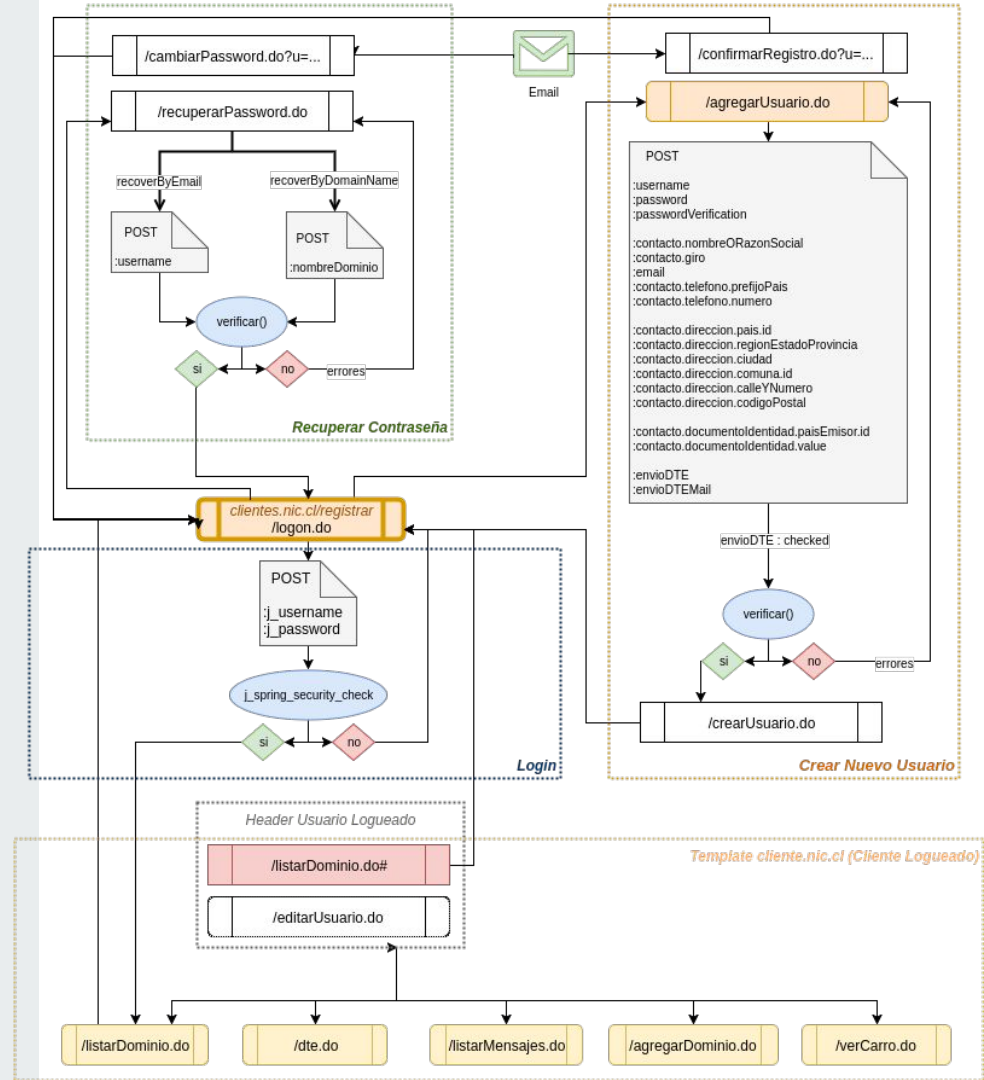 /cambiarPassword.do?u=...
Email
/confirmarRegistro.do?u=...
/recuperarPassword.do
recoverByEmail
recoverByDomainName
POST
:username
POST
:nombreDominio
verificar()
si
no
errores
Recuperar Contraseña
/agregarUsuario.do
POST
:username
:password
:passwordVerification
:contacto.nombreORazonSocial
:contacto.giro
:email
:contacto.telefono.prefijoPais
:contacto.telefono.numero
:contacto.direccion.pais.id
:contacto.direccion.regionEstadoProvincia
:contacto.direccion.ciudad
:contacto.direccion.comuna.id
:contacto.direccion.calleYNumero
:contacto.direccion.codigoPostal
:contacto.documentoIdentidad.paisEmisor.id
:contacto.documentoIdentidad.value
:envioDTE
:envioDTEMail
envioDTE : checked
verificar()
si
no
errores
/crearUsuario.do
Crear Nuevo Usuario
clientes.nic.cl/registrar
/logon.do
POST
:j_username
:j_password
j_spring_security_check
si
no
Login
Header Usuario Logueado
/listarDominio.do#
/editarUsuario.do
Template cliente.nic.cl (Cliente Logueado)
/listarDominio.do
/dte.do
/listarMensajes.do
/agregarDominio.do
/verCarro.do